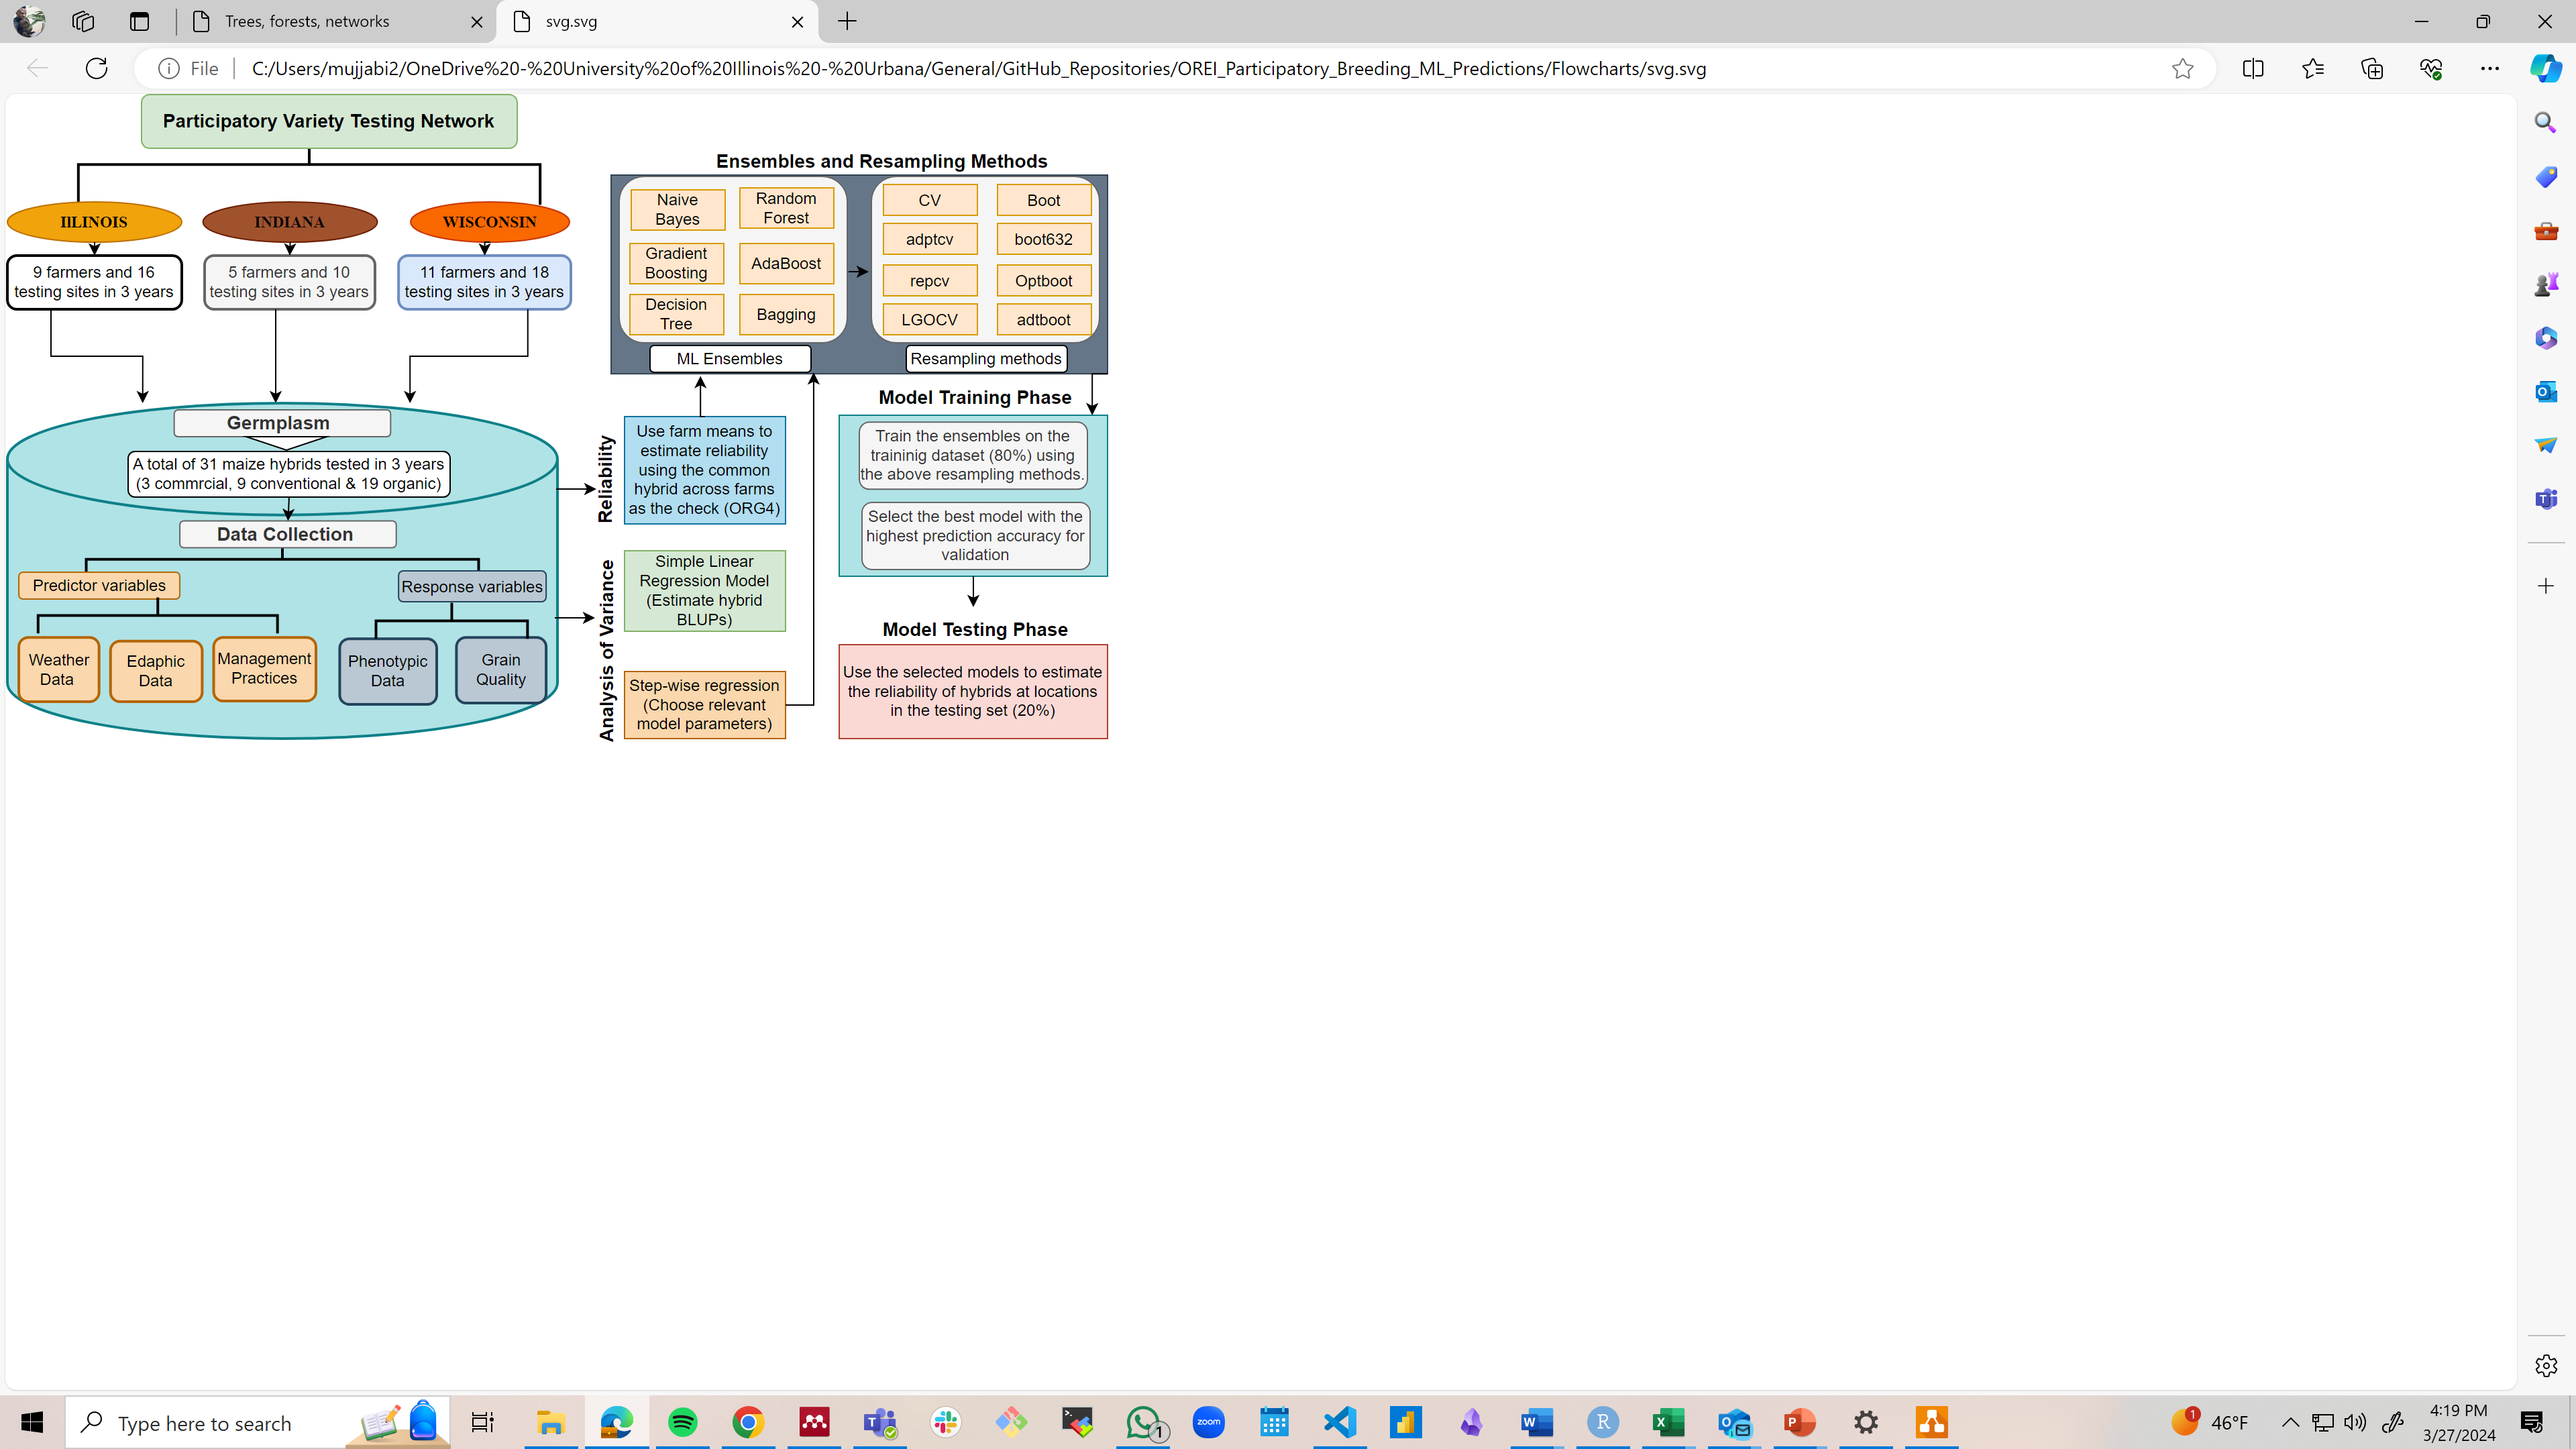 Trees, forests, networks
svg.svg
File
C:/Users/mujjabi2/OneDrive%20-%20University%20of%20Illinois%20-%20Urbana/General/GitHub_Repositories/OREI_Participatory_Breeding_ML_Predictions/Flowcharts/svg.svg
Participatory Variety Testing Network
IlLINOIS
INDIANA
WISCONSIN
9 farmers and 16
testing sites in 3 years
5 farmers and 10
testing sites in 3 years
11 farmers and 18
testing sites in 3 years
Germplasm
A total of 31 maize hybrids tested in 3 years
(3 commrcial, 9 conventional & 19 organic)
Data Collection
Predictor variables
Response variables
Weather
Data
Edaphic
Data
Management
Practices
Phenotypic
Data
Grain
Quality
Reliability
Use farm means to
estimate reliability
using the common
hybrid across farms
as the check (ORG4)
Analysis of Variance
Simple Linear
Regression Model
(Estimate hybrid
BLUPs)
Step-wise regression
(Choose relevant
model parameters)
Ensembles and Resampling Methods
Naive
Bayes
Random
Forest
Gradient
Boosting
AdaBoost
Decision
Tree
Bagging
ML Ensembles
CV
Boot
adptcv
boot632
repcv
Optboot
LGOCV
adtboot
Resampling methods
Model Training Phase
Train the ensembles on the
traininig dataset (80%) using
the above resampling methods.
Select the best model with the
highest prediction accuracy for
validation
Model Testing Phase
Use the selected models to estimate
the reliability of hybrids at locations
in the testing set (20%)
Type here to search
zoom
1
1
46°F
4:19 PM
3/27/2024